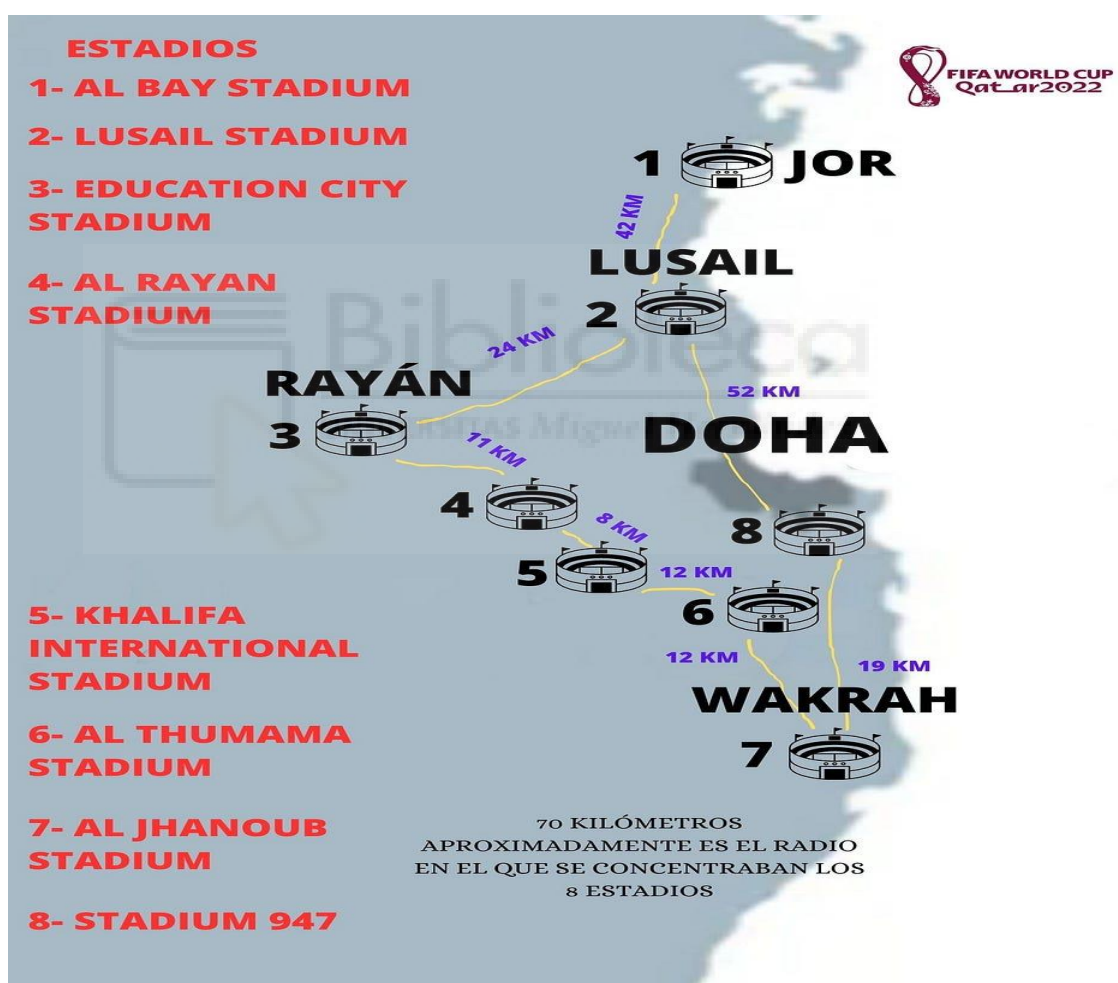 ESTADIOS
1- AL BAY STADIUM
2- LUSAIL STADIUM
3- EDUCATION CITY
STADIUM
4- AL RAYAN
STADIUM
5- KHALIFA
INTERNATIONAL
STADIUM
6- AL THUMAMA
STADIUM
7- AL JHANOUB
STADIUM
8- STADIUM 947
FIFA WORLD CUP
Qatar2022
1 JOR
42 KM
LUSAIL
2
24 KM
52 KM
RAYÁN
3
DOHA
11 KM
4
8 KM
8
5
12 KM
6
12 KM
19 KM
WAKRAH
7
70 KILÓMETROS
APROXIMADAMENTE ES EL RADIO
EN EL QUE SE CONCENTRABAN LOS
8 ESTADIOS
Biblioteca